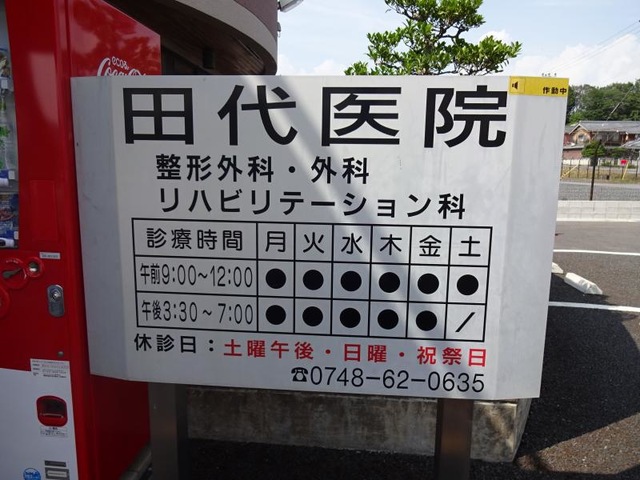 田代医院
作動中
整形外科・外科
リハビリテーション科
診療時間 月 火 水 木 金 土
午前9:00～12:00 ● ● ● ● ● ●
午後3:30～7:00 ● ● ● ● ● /
休診日：土曜午後・日曜・祝祭日
☎0748-62-0635